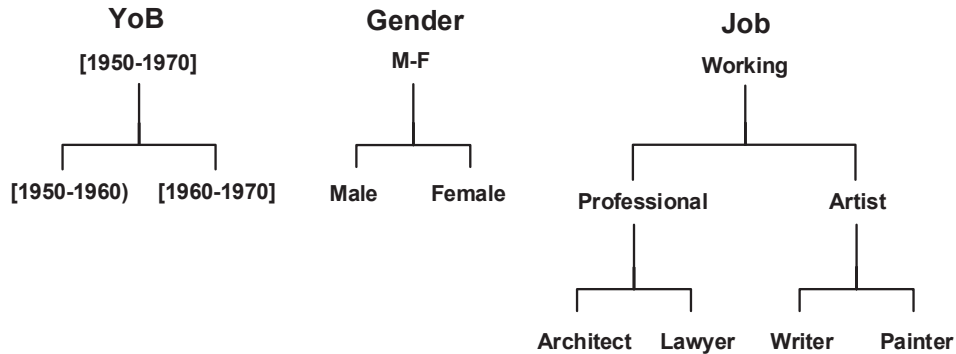 YoB Gender Job
[1950-1970] M-F Working
[1950-1960) [1960-1970] Male Female Professional Artist
Architect Lawyer Writer Painter